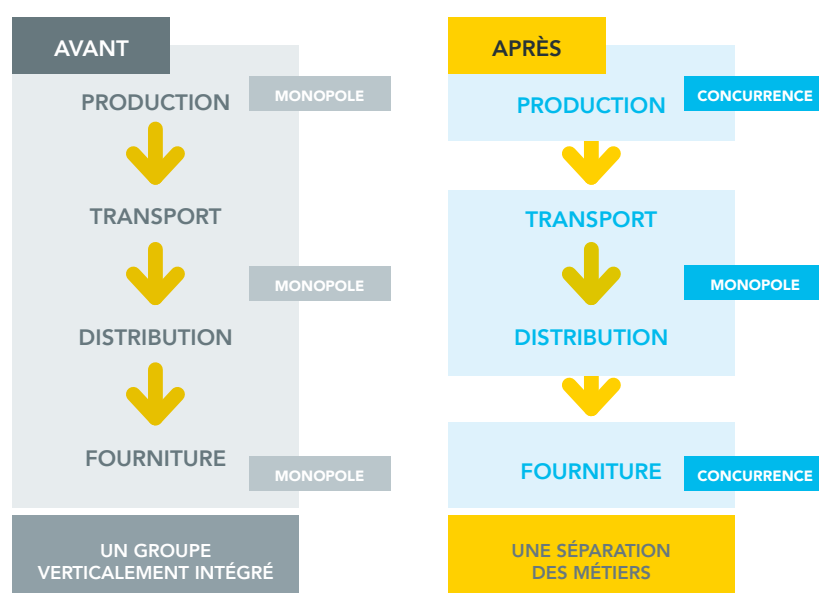 AVANT
PRODUCTION
MONOPOLE
TRANSPORT
MONOPOLE
DISTRIBUTION
FOURNITURE
MONOPOLE
UN GROUPE
VERTICALEMENT INTÉGRÉ
APRÈS
PRODUCTION
CONCURRENCE
TRANSPORT
MONOPOLE
DISTRIBUTION
FOURNITURE
CONCURRENCE
UNE SÉPARATION
DES MÉTIERS